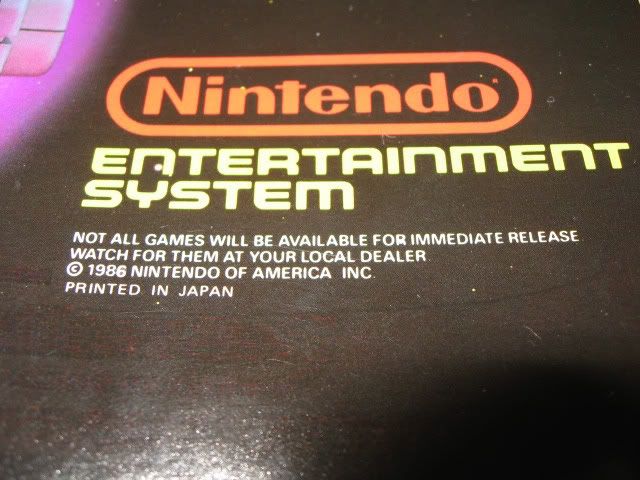 Nintendo
ENTERTAINMENT
SYSTEM
NOT ALL GAMES WILL BE AVAILABLE FOR IMMEDIATE RELEASE
WATCH FOR THEM AT YOUR LOCAL DEALER
© 1986 NINTENDO OF AMERICA INC
PRINTED IN JAPAN